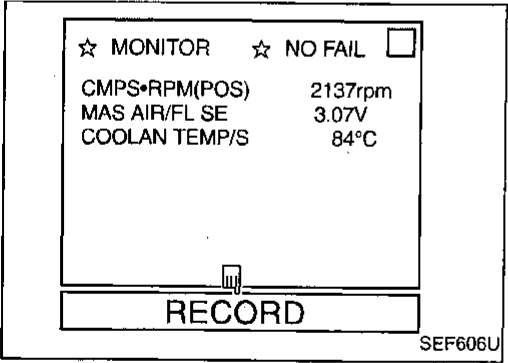 ☆ MONITOR ☆ NO FAIL
CMPS•RPM(POS) 2137rpm
MAS AIR/FL SE 3.07V
COOLAN TEMP/S 84°C
RECORD
SEF606U